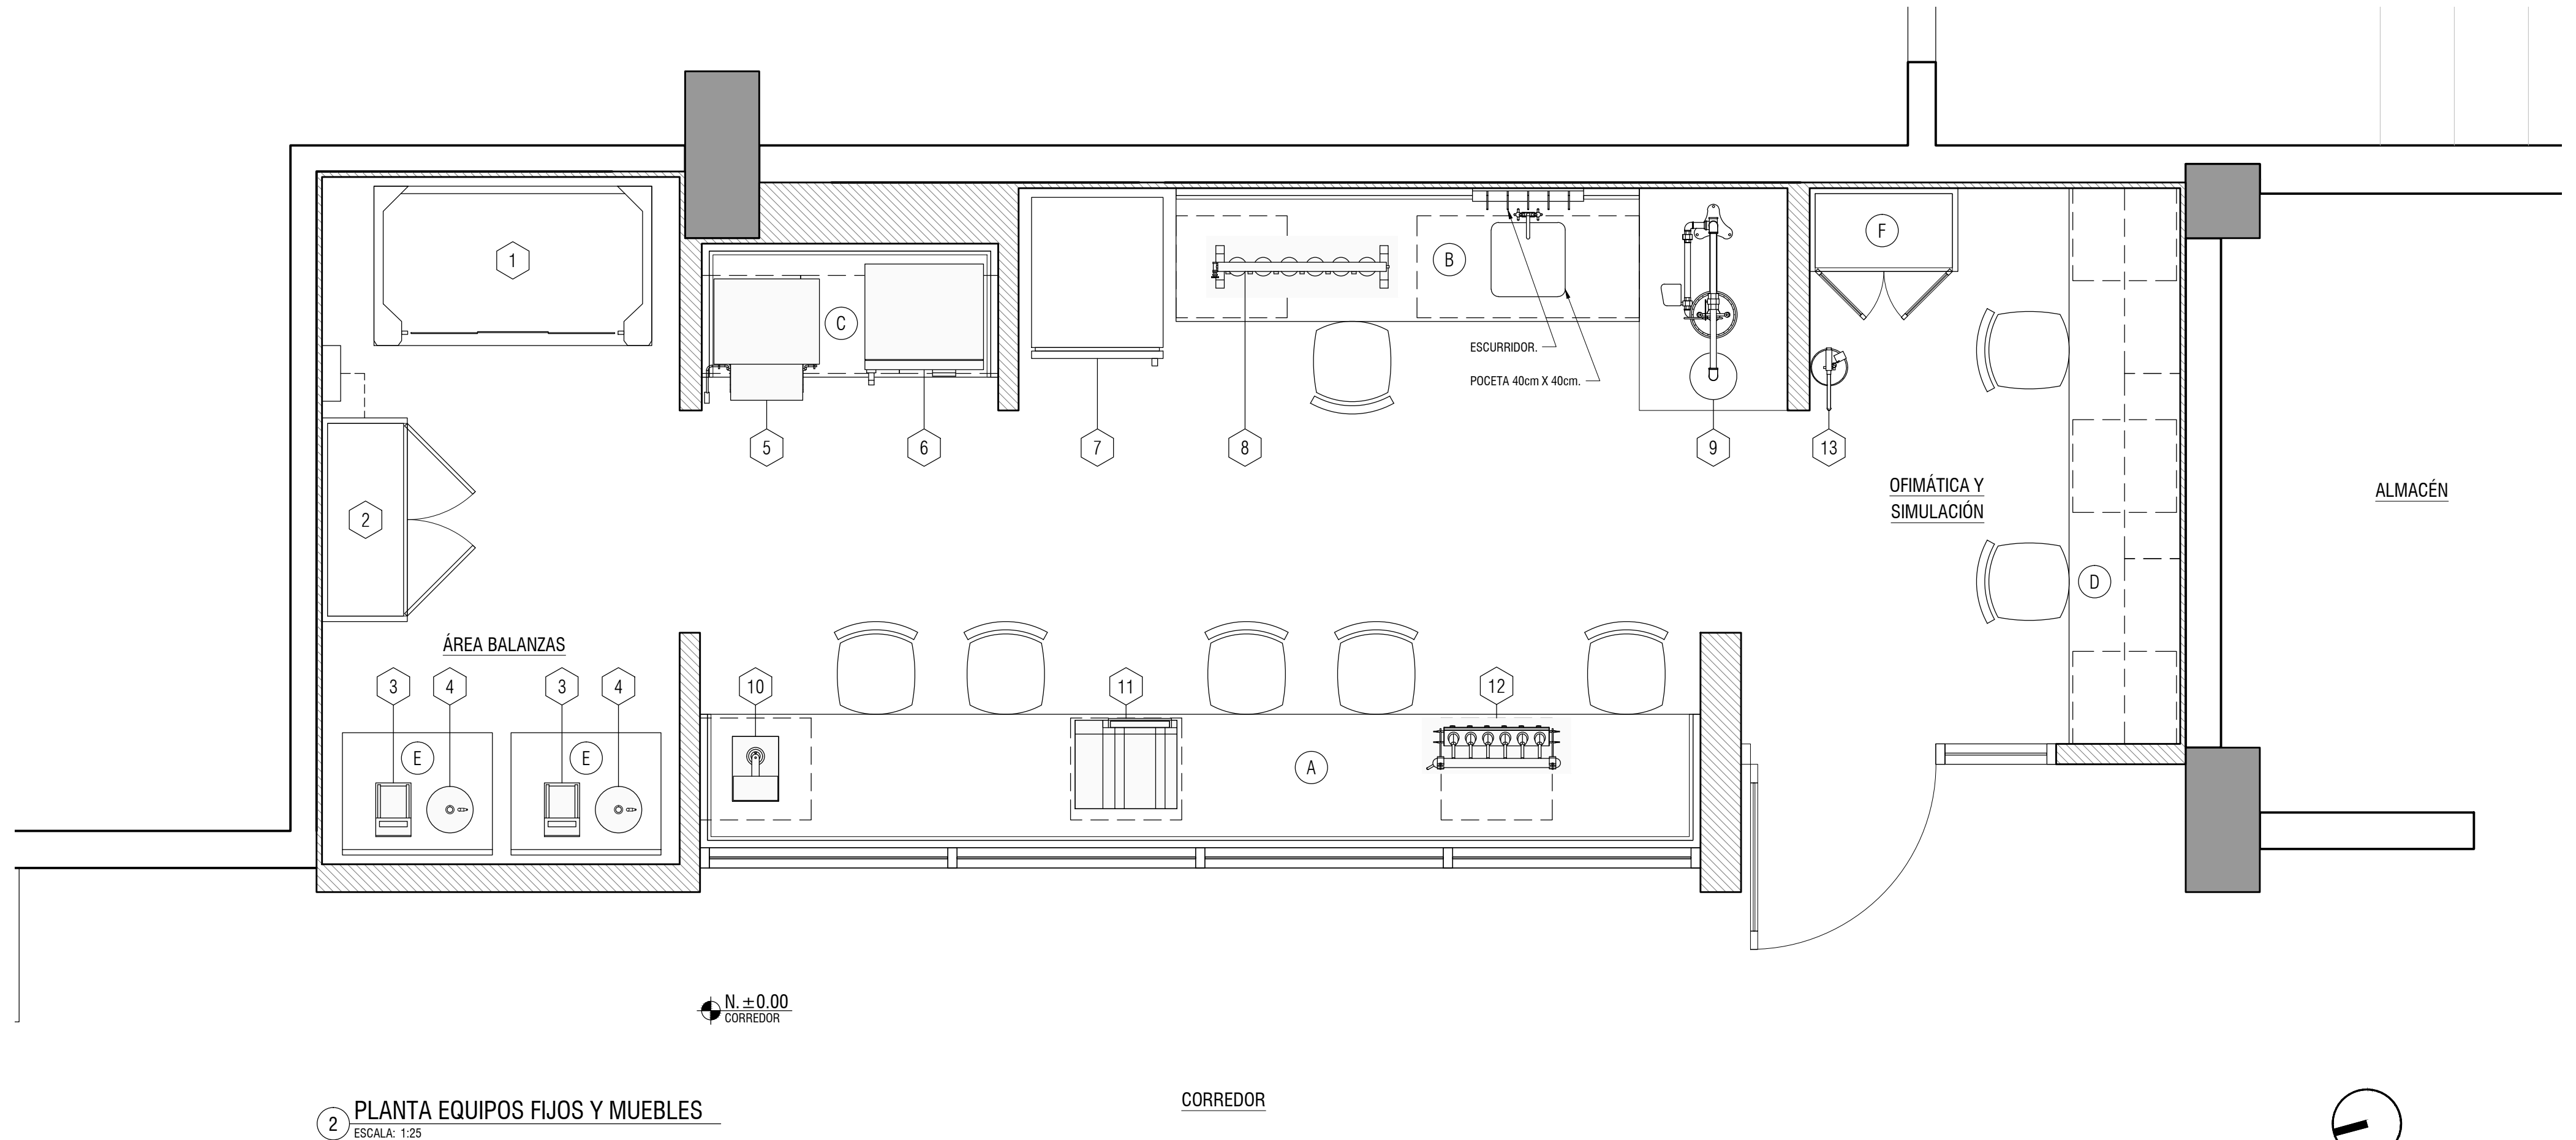 1
F
B
C
ESCURRIDOR.
POCETA 40cm X 40cm.
5
6
7
8
9
13
OFIMÁTICA Y
SIMULACIÓN
ALMACÉN
2
D
ÁREA BALANZAS
3
4
3
4
10
11
12
E
E
A
N. ±0.00
CORREDOR
CORREDOR
2
PLANTA EQUIPOS FIJOS Y MUEBLES
ESCALA: 1:25